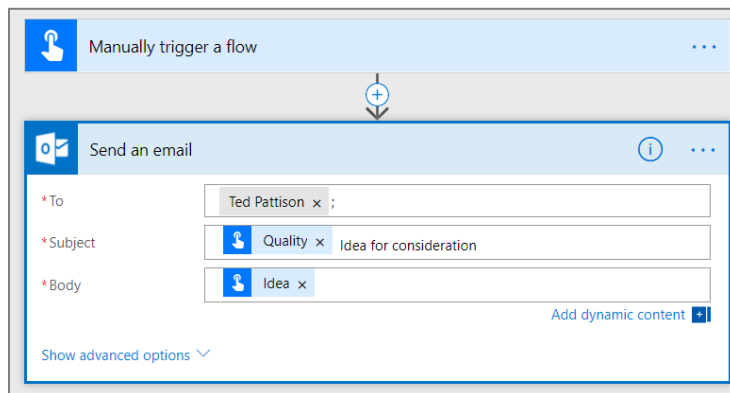 Manually trigger a flow
Send an email
*To Ted Pattison × ;
*Subject Quality × Idea for consideration
*Body Idea ×
Add dynamic content
Show advanced options